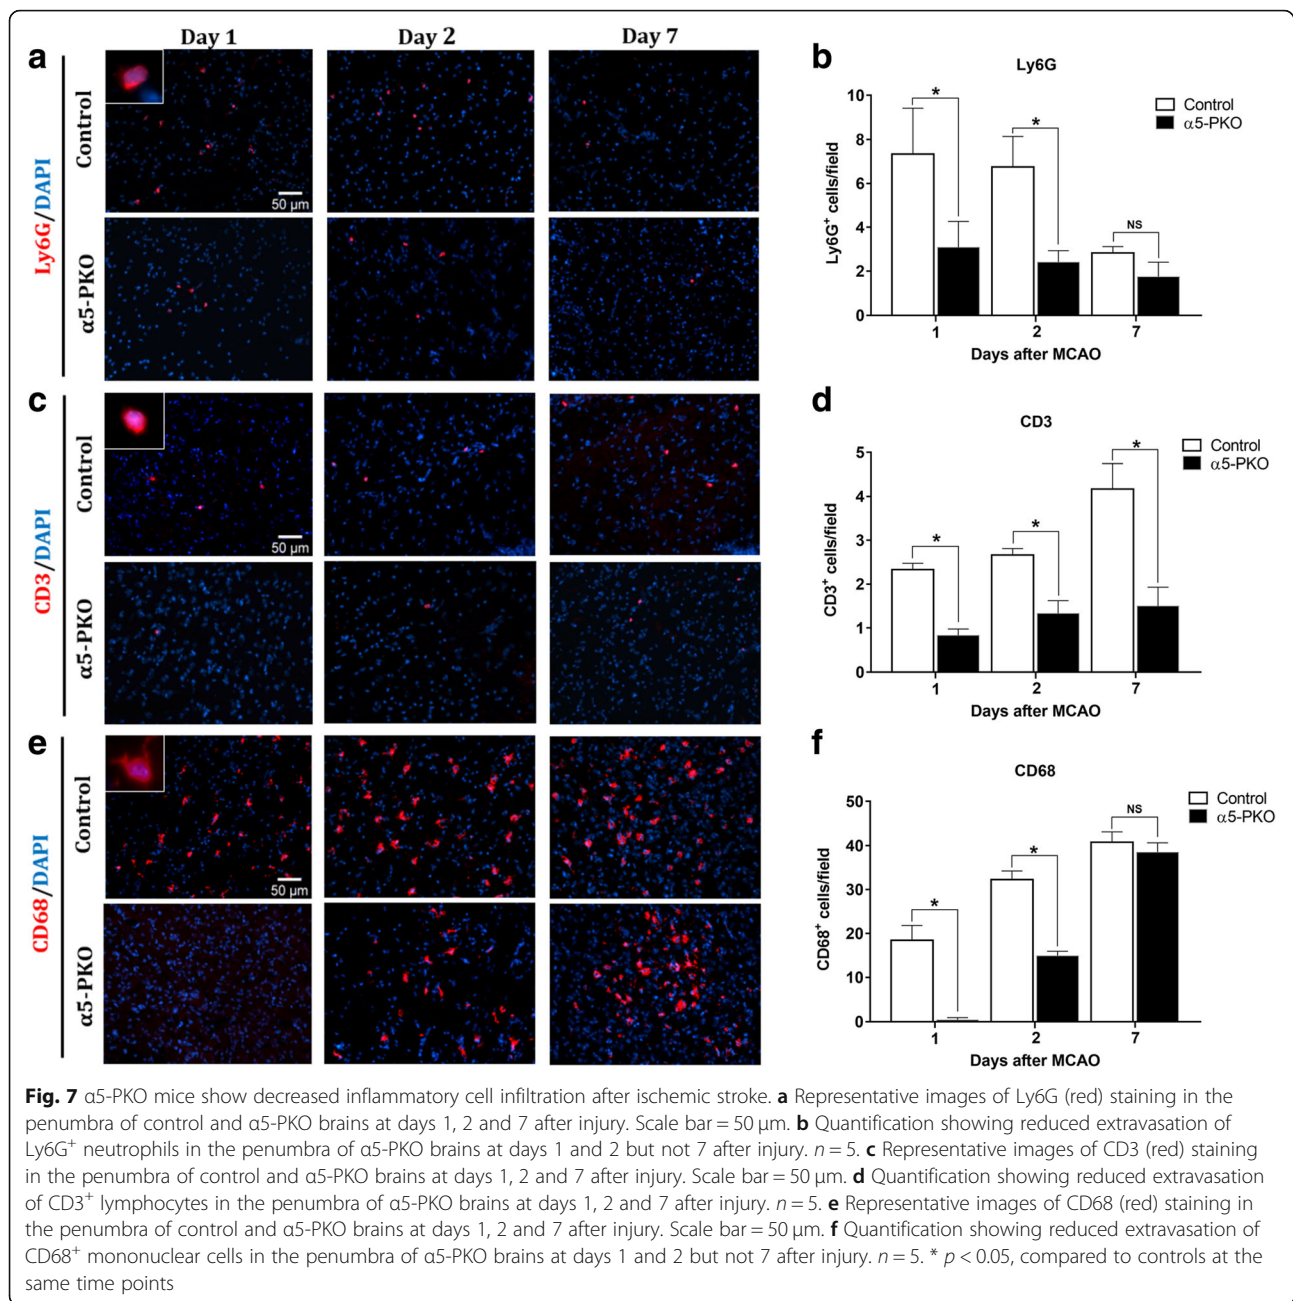 Day 1 Day 2 Day 7
a
Ly6G/DAPI
Control
50 µm
α5-PKO
b
Ly6G
Control
α5-PKO
Ly6G⁺ cells/field
10
8
6
4
2
0
* * NS
1 2 7
Days after MCAO
c
CD3/DAPI
Control
50 µm
α5-PKO
d
CD3
Control
α5-PKO
CD3⁺ cells/field
5
4
3
2
1
0
* * *
1 2 7
Days after MCAO
e
CD68/DAPI
Control
50 µm
α5-PKO
f
CD68
Control
α5-PKO
CD68⁺ cells/field
50
40
30
20
10
0
* * NS
1 2 7
Days after MCAO
Fig. 7 α5-PKO mice show decreased inflammatory cell infiltration after ischemic stroke. a Representative images of Ly6G (red) staining in the
penumbra of control and α5-PKO brains at days 1, 2 and 7 after injury. Scale bar = 50 µm. b Quantification showing reduced extravasation of
Ly6G⁺ neutrophils in the penumbra of α5-PKO brains at days 1 and 2 but not 7 after injury. n = 5. c Representative images of CD3 (red) staining
in the penumbra of control and α5-PKO brains at days 1, 2 and 7 after injury. Scale bar = 50 µm. d Quantification showing reduced extravasation
of CD3⁺ lymphocytes in the penumbra of α5-PKO brains at days 1, 2 and 7 after injury. n = 5. e Representative images of CD68 (red) staining in
the penumbra of control and α5-PKO brains at days 1, 2 and 7 after injury. Scale bar = 50 µm. f Quantification showing reduced extravasation of
CD68⁺ mononuclear cells in the penumbra of α5-PKO brains at days 1 and 2 but not 7 after injury. n = 5. * p < 0.05, compared to controls at the
same time points